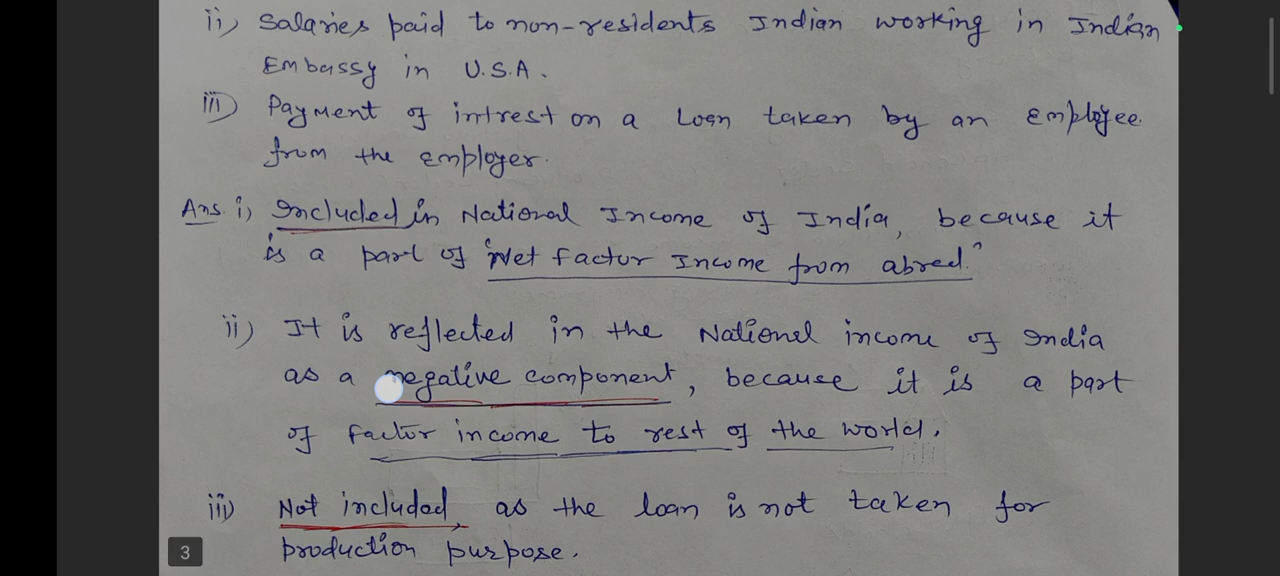 ii) Salaries paid to non-residents Indian working in Indian
Embassy in U.S.A.
iii) Payment of intrest on a Loan taken by an Employee
from the Employer.
Ans. i) Included in National Income of India, because it
is a part of "Net factor Income from abred."
ii) It is reflected in the National income of India
as a negative component, because it is a part
of factor income to rest of the world.
iii) Not included, as the loan is not taken for
production purpose.
3